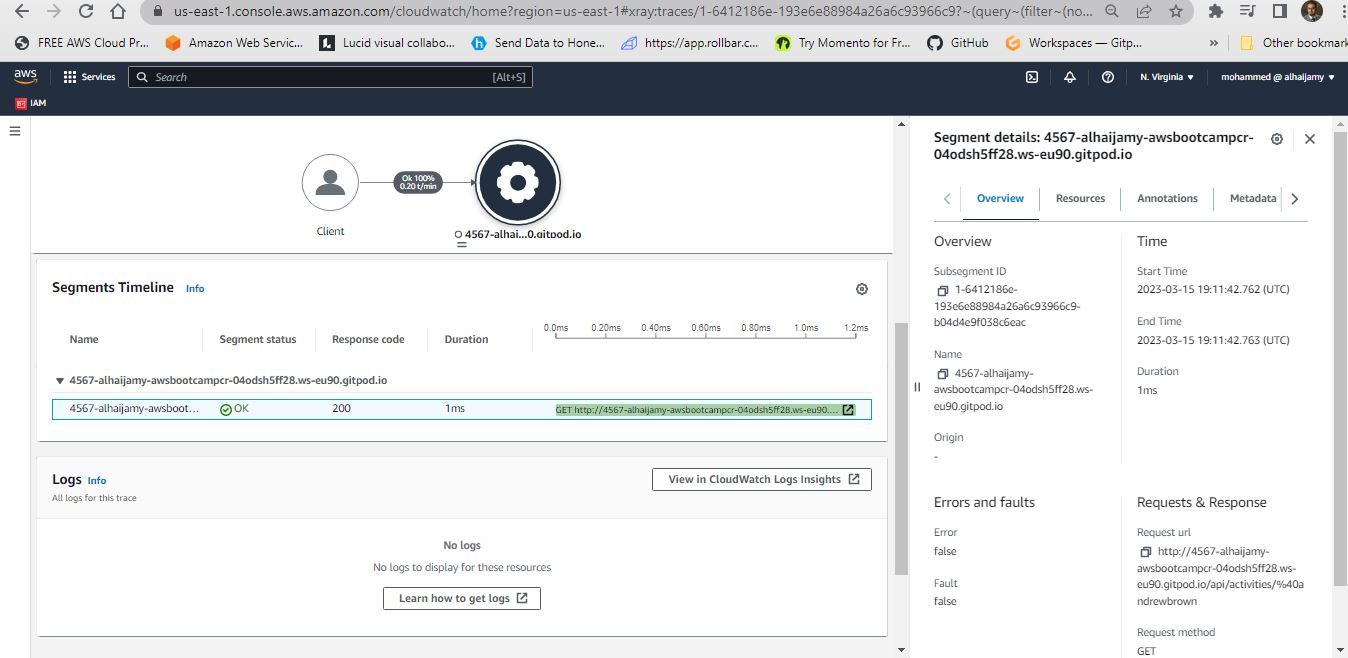 us-east-1.console.aws.amazon.com/cloudwatch/home?region=us-east-1#xray:traces/1-6412186e-193e6e88984a26a6c93966c9?~(query~(filter~(no...
FREE AWS Cloud Pr...
Amazon Web Servic...
Lucid visual collabo...
Send Data to Hone...
https://app.rollbar.c...
Try Momento for Fr...
GitHub
Workspaces — Gitp...
»
Other bookmark
aws
Services
Search
[Alt+S]
N. Virginia
mohammed @ alhaijamy
IAM
Ok 100%
0.20 t/min
Client
4567-alhai...0.gitpod.io
Segments Timeline
Info
Name
Segment status
Response code
Duration
0.0ms
0.20ms
0.40ms
0.60ms
0.80ms
1.0ms
1.2ms
4567-alhaijamy-awsbootcampcr-04odsh5ff28.ws-eu90.gitpod.io
4567-alhaijamy-awsboot...
OK
200
1ms
GET http://4567-alhaijamy-awsbootcampcr-04odsh5ff28.ws-eu90....
Logs
Info
All logs for this trace
View in CloudWatch Logs Insights
No logs
No logs to display for these resources
Learn how to get logs
Segment details: 4567-alhaijamy-awsbootcampcr-
04odsh5ff28.ws-eu90.gitpod.io
Overview
Resources
Annotations
Metadata
Overview
Subsegment ID
1-6412186e-
193e6e88984a26a6c93966c9-
b04d4e9f038c6eac
Name
4567-alhaijamy-
awsbootcampcr-04odsh5ff28.ws-
eu90.gitpod.io
Origin
-
Time
Start Time
2023-03-15 19:11:42.762 (UTC)
End Time
2023-03-15 19:11:42.763 (UTC)
Duration
1ms
Errors and faults
Error
false
Fault
false
Requests & Response
Request url
http://4567-alhaijamy-
awsbootcampcr-04odsh5ff28.ws-
eu90.gitpod.io/api/activities/%40a
ndrewbrown
Request method
GET